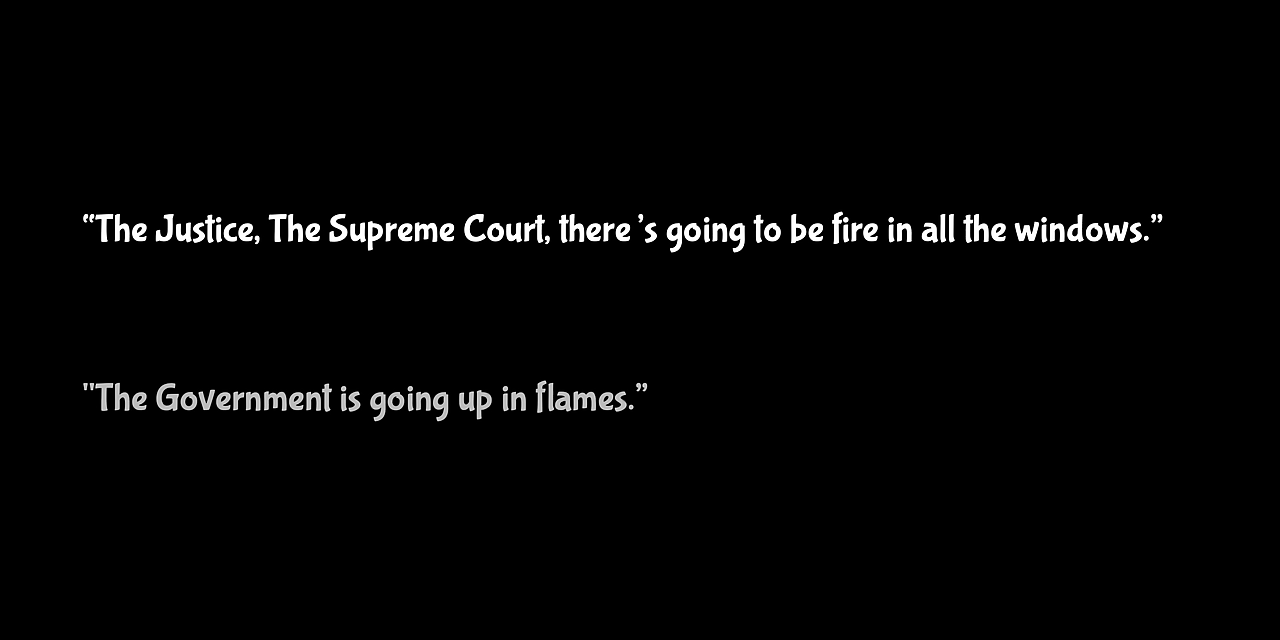 “The Justice, The Supreme Court, there’s going to be fire in all the windows.”
"The Government is going up in flames.”